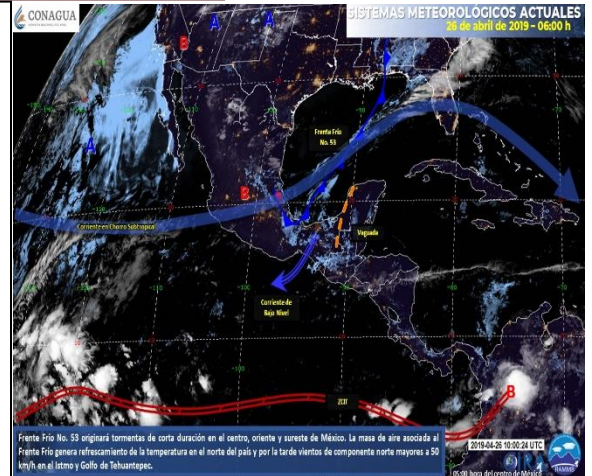 CONAGUA
SISTEMAS METEOROLÓGICOS ACTUALES
26 de abril de 2019 – 06:00 h
A
A
B
Frente Frío
No. 53
A
B
Corriente en Chorro Subtropical
Vaguada
Corriente de
Bajo Nivel
B
ZCIT
Frente Frío No. 53 originará tormentas de corta duración en el centro, oriente y sureste de México. La masa de aire asociada al
Frente Frío genera refrescamiento de la temperatura en el norte del país y por la tarde vientos de componente norte mayores a 50
km/h en el Istmo y Golfo de Tehuantepec.
2019-04-26 10:00:24 UTC
05:00 hora del centro de México
RAMMB